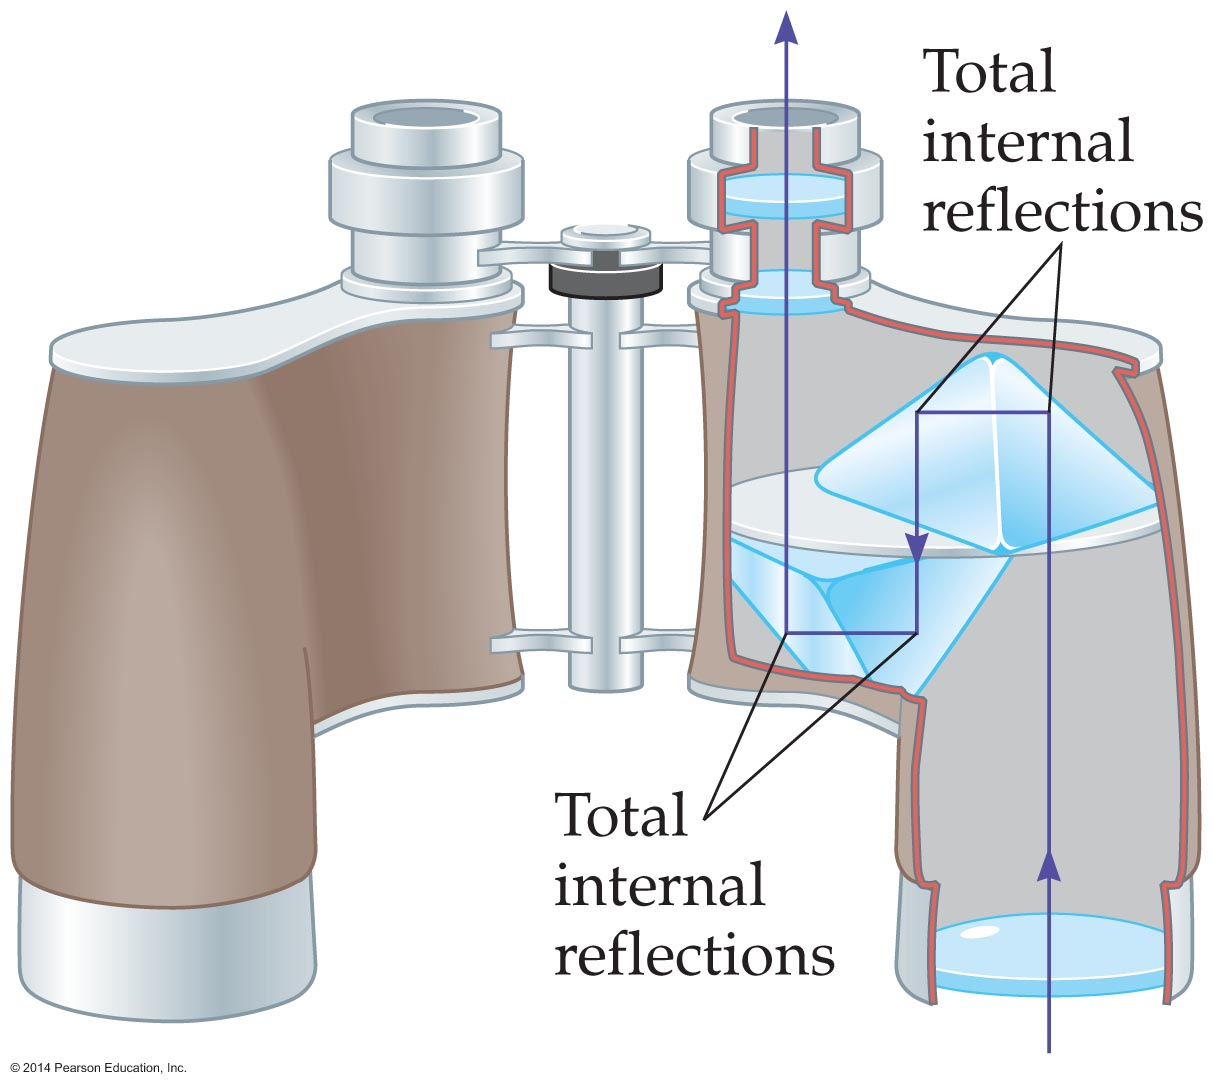 Total
internal
reflections
Total
internal
reflections
© 2014 Pearson Education, Inc.